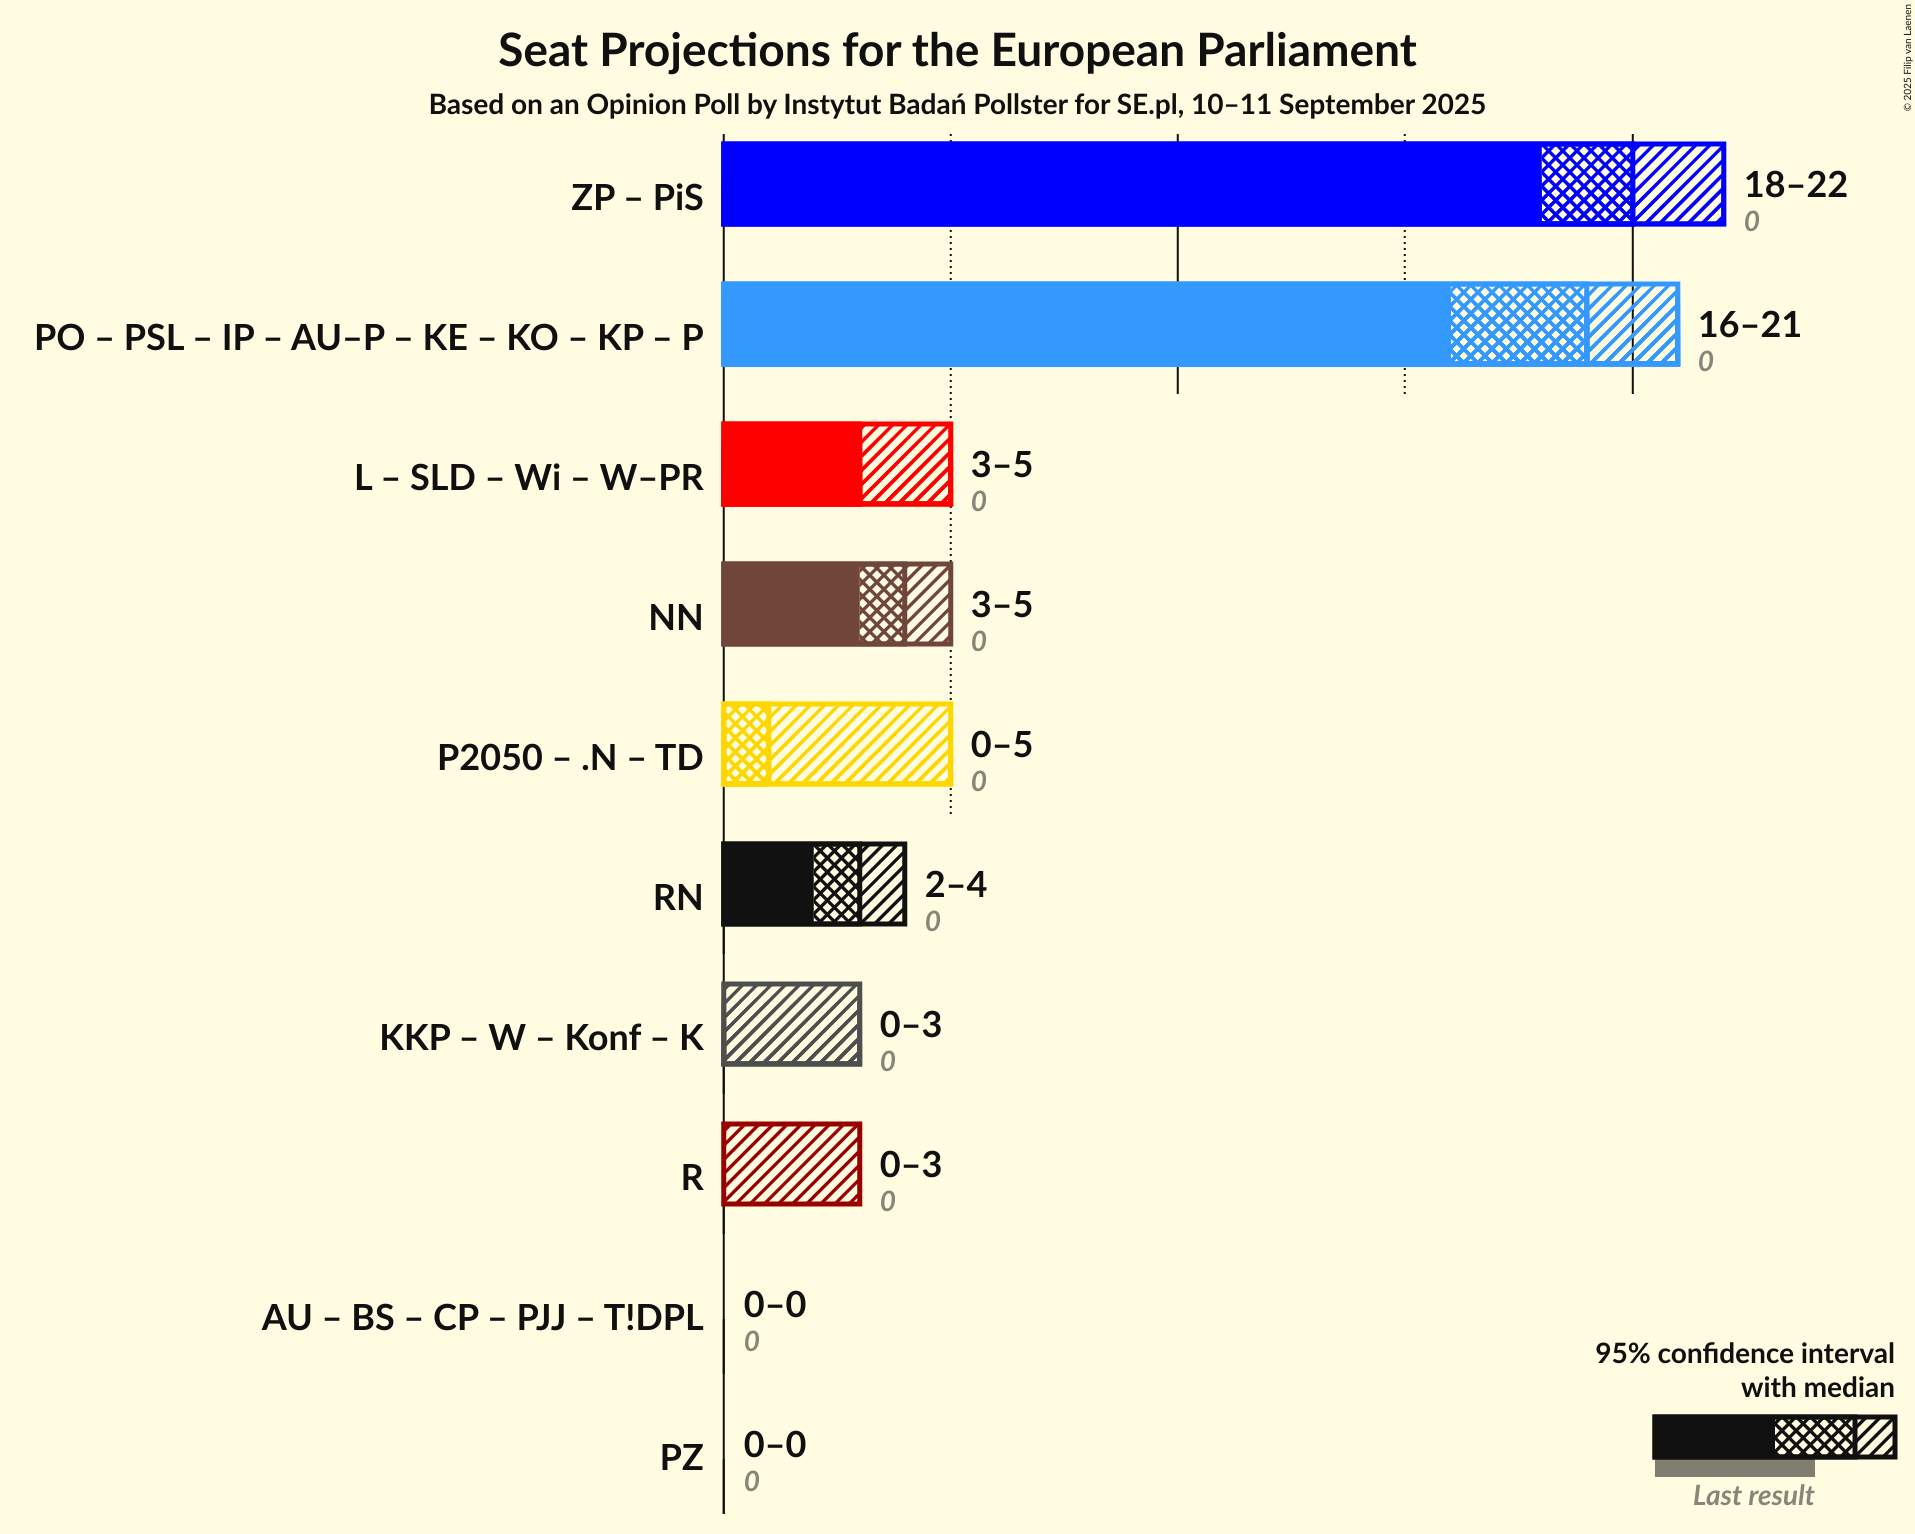 Seat Projections for the European Parliament
Based on an Opinion Poll by Instytut Badań Pollster for SE.pl, 10–11 September 2025
© 2025 Filip van Laenen
ZP – PiS
18–22
0
PO – PSL – IP – AU–P – KE – KO – KP – P
16–21
0
L – SLD – Wi – W–PR
3–5
0
NN
3–5
0
P2050 – .N – TD
0–5
0
RN
2–4
0
KKP – W – Konf – K
0–3
0
R
0–3
0
AU – BS – CP – PJJ – T!DPL
0–0
0
PZ
0–0
0
95% confidence interval
with median
Last result